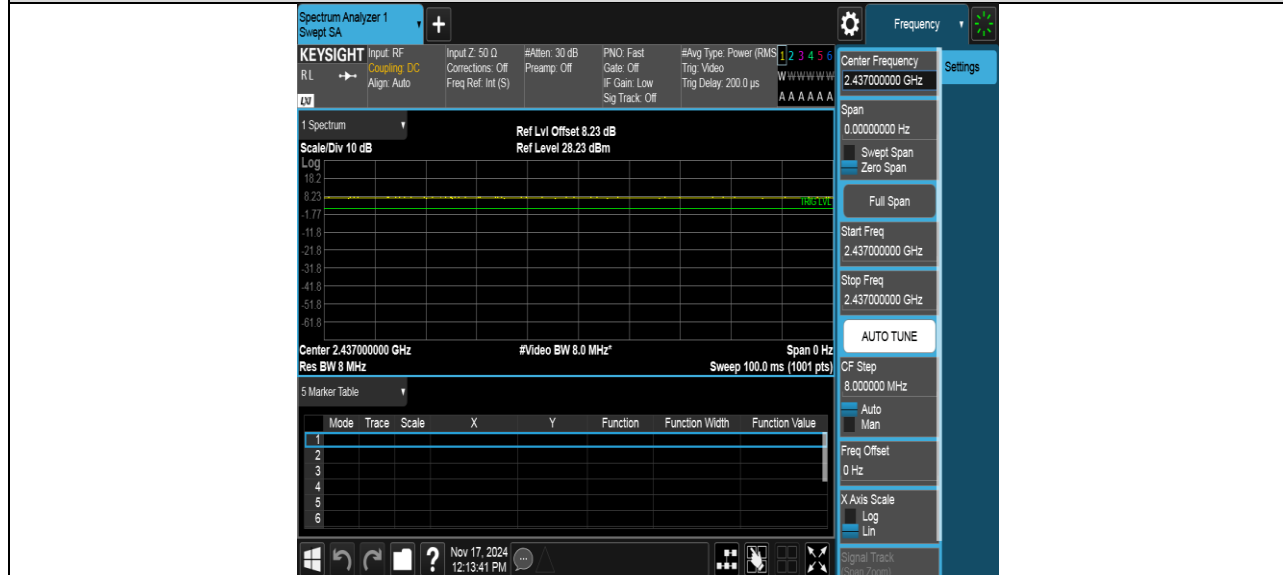 Spectrum Analyzer 1
Swept SA
+
Frequency
KEYSIGHT
RL
LXI
Input: RF
Coupling: DC
Align: Auto
Input Z: 50 Ω
Corrections: Off
Freq Ref: Int (S)
#Atten: 30 dB
Preamp: Off
PNO: Fast
Gate: Off
IF Gain: Low
Sig Track: Off
#Avg Type: Power (RMS
Trig: Video
Trig Delay: 200.0 µs
1 2 3 4 5 6
W W W W W W
A A A A A A
Center Frequency
2.437000000 GHz
Settings
Span
0.00000000 Hz
Swept Span
Zero Span
Full Span
Start Freq
2.437000000 GHz
Stop Freq
2.437000000 GHz
AUTO TUNE
CF Step
8.000000 MHz
Auto
Man
Freq Offset
0 Hz
X Axis Scale
Log
Lin
Signal Track
(Span Zoom)
1 Spectrum
Scale/Div 10 dB
Ref Lvl Offset 8.23 dB
Ref Level 28.23 dBm
Log
18.2
8.23
-1.77
-11.8
-21.8
-31.8
-41.8
-51.8
-61.8
TRIG LVL
Center 2.437000000 GHz
#Video BW 8.0 MHz*
Span 0 Hz
Res BW 8 MHz
Sweep 100.0 ms (1001 pts)
5 Marker Table
Mode Trace Scale X Y Function Function Width Function Value
1
2
3
4
5
6
?
Nov 17, 2024
12:13:41 PM